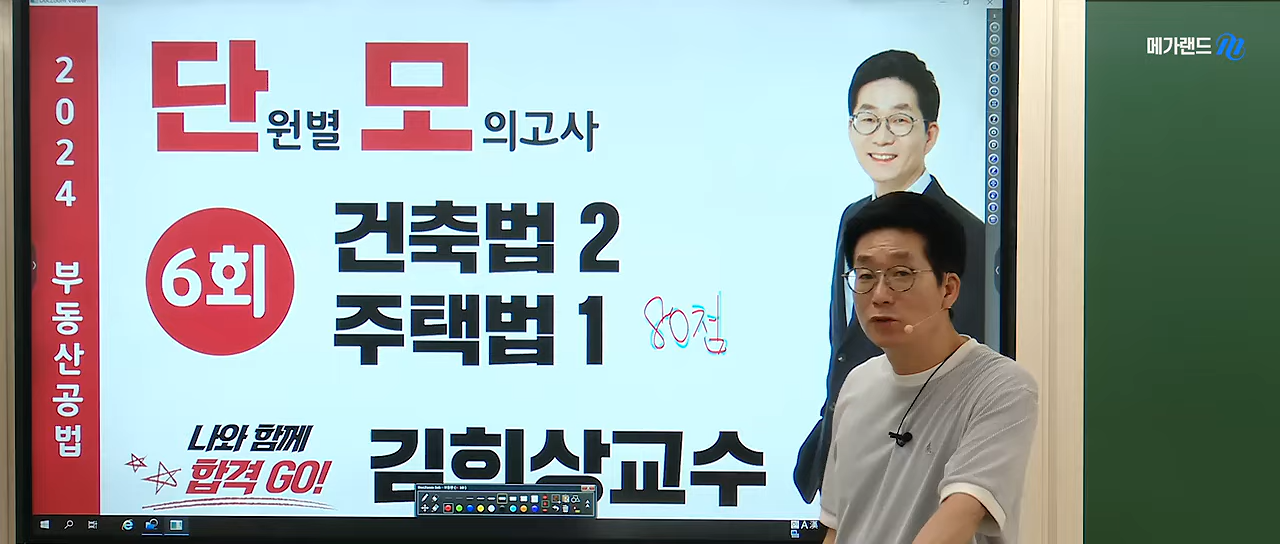 메가랜드
2024 부동산공법
단원별 모의고사
6회
건축법 2
주택법 1
80점
나와 함께
합격 GO!
김희상교수
A 漢